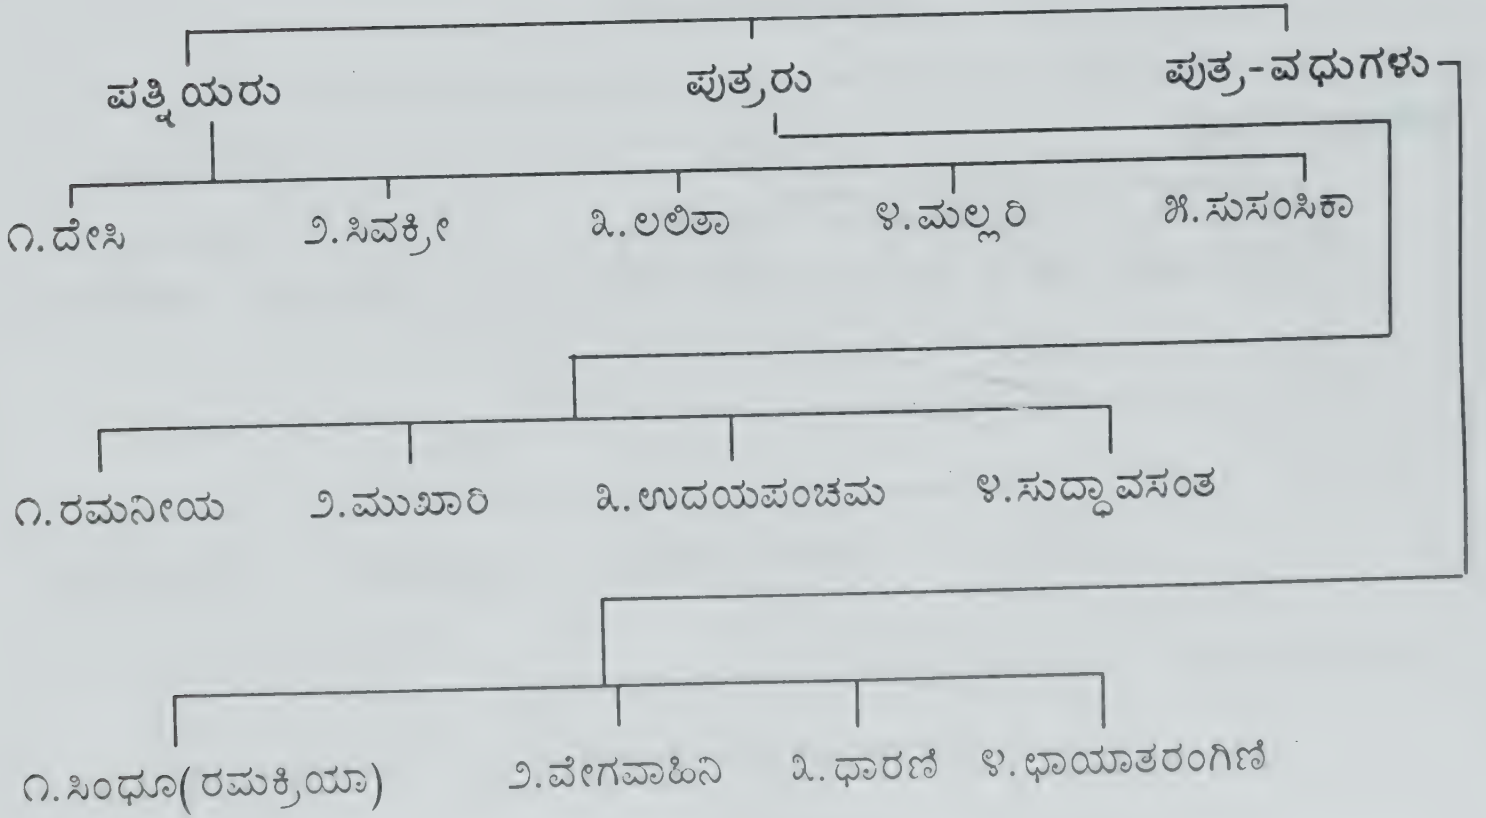 ಪತ್ನಿಯರು ಪುತ್ರರು ಪುತ್ರ-ವಧುಗಳು
೧.ದೇಸಿ ೨.ಸಿವಕ್ರೀ ೩.ಲಲಿತಾ ೪.ಮಲ್ಲರಿ ೫.ಸುಸಂಸಿಕಾ
೧.ರಮನೀಯ ೨.ಮುಖಾರಿ ೩.ಉದಯಪಂಚಮ ೪.ಸುದ್ಧಾವಸಂತ
೧.ಸಿಂಧೂ(ರಮಕ್ರಿಯಾ) ೨.ವೇಗವಾಹಿನಿ ೩.ಧಾರಣಿ ೪.ಛಾಯಾತರಂಗಿಣಿ